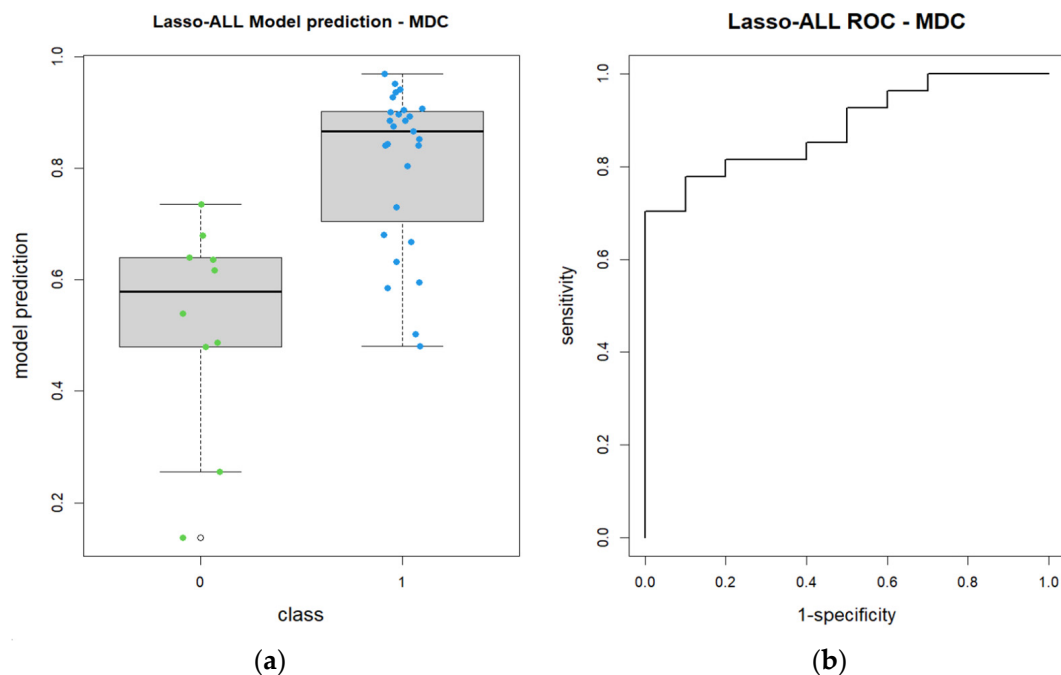 Lasso-ALL Model prediction - MDC
model prediction
1.0
0.8
0.6
0.4
0.2
0
1
class
(a)
Lasso-ALL ROC - MDC
sensitivity
1.0
0.8
0.6
0.4
0.2
0.0
0.0 0.2 0.4 0.6 0.8 1.0
1-specificity
(b)